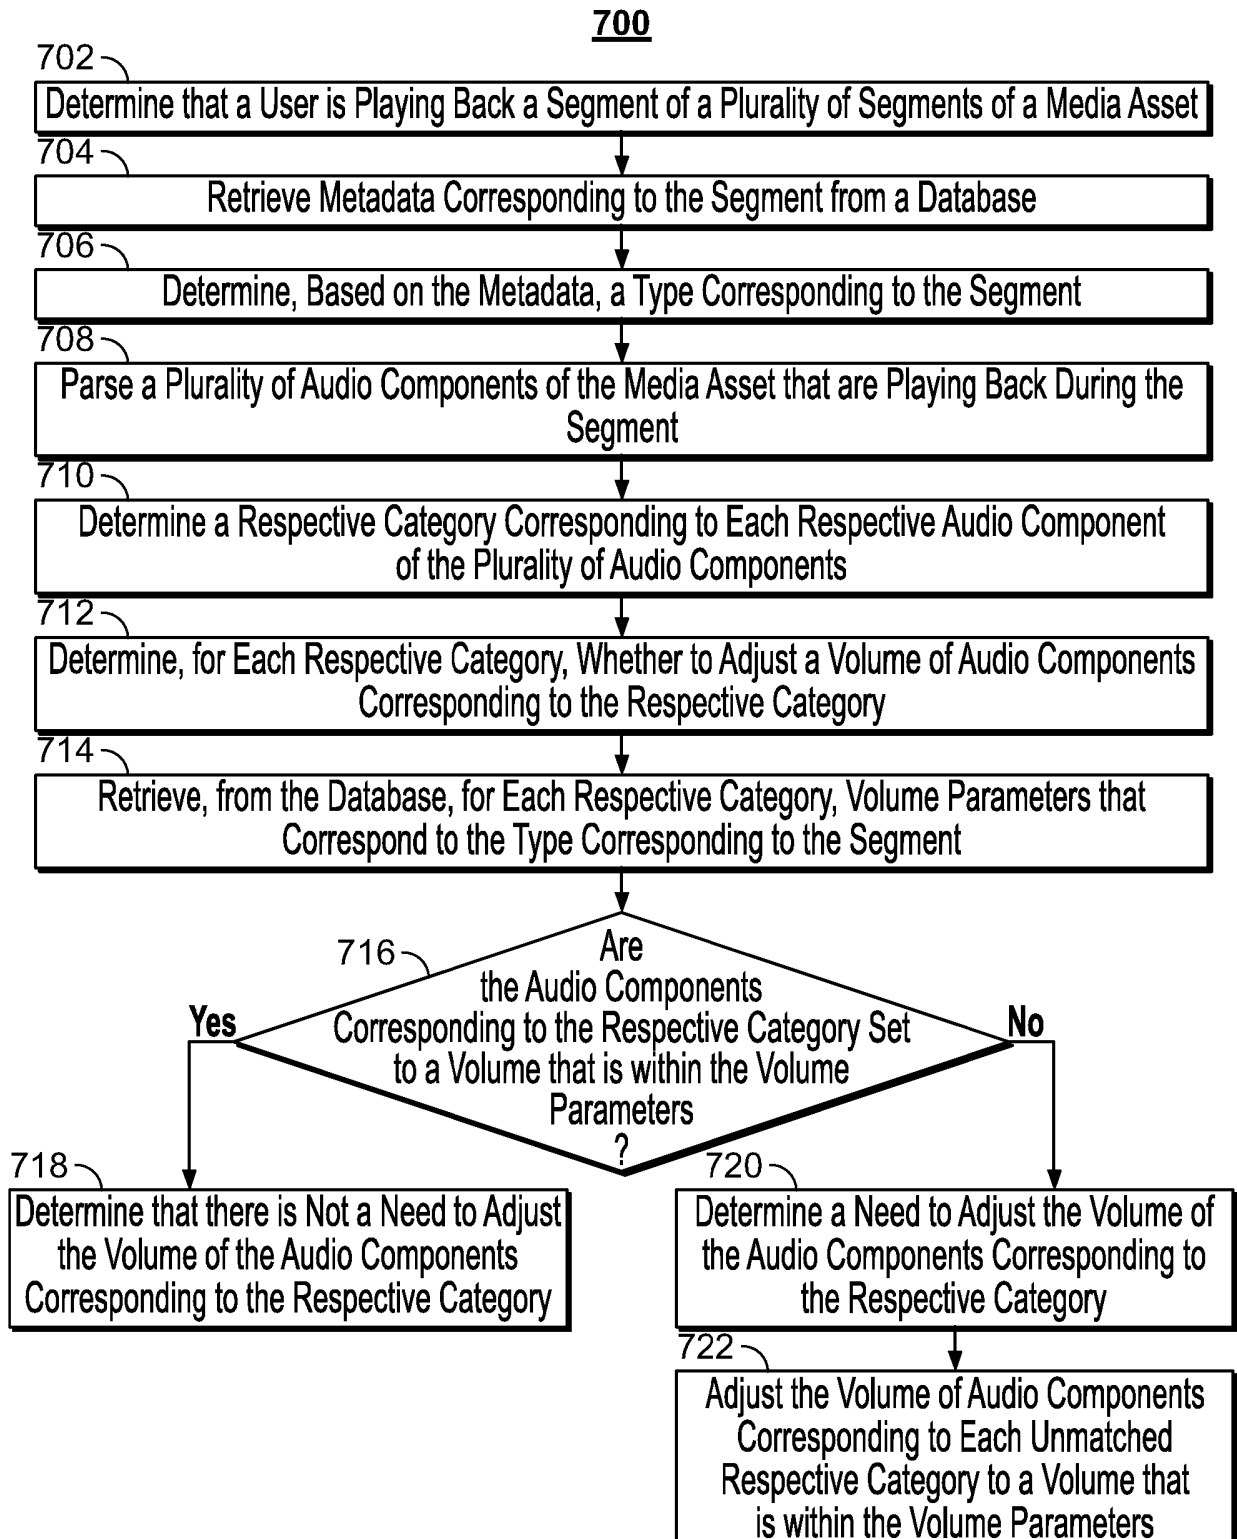 700
702
Determine that a User is Playing Back a Segment of a Plurality of Segments of a Media Asset
704
Retrieve Metadata Corresponding to the Segment from a Database
706
Determine, Based on the Metadata, a Type Corresponding to the Segment
708
Parse a Plurality of Audio Components of the Media Asset that are Playing Back During the
Segment
710
Determine a Respective Category Corresponding to Each Respective Audio Component
of the Plurality of Audio Components
712
Determine, for Each Respective Category, Whether to Adjust a Volume of Audio Components
Corresponding to the Respective Category
714
Retrieve, from the Database, for Each Respective Category, Volume Parameters that
Correspond to the Type Corresponding to the Segment
716
Are
the Audio Components
Corresponding to the Respective Category Set
to a Volume that is within the Volume
Parameters
?
Yes
No
718
Determine that there is Not a Need to Adjust
the Volume of the Audio Components
Corresponding to the Respective Category
720
Determine a Need to Adjust the Volume of
the Audio Components Corresponding to
the Respective Category
722
Adjust the Volume of Audio Components
Corresponding to Each Unmatched
Respective Category to a Volume that
is within the Volume Parameters